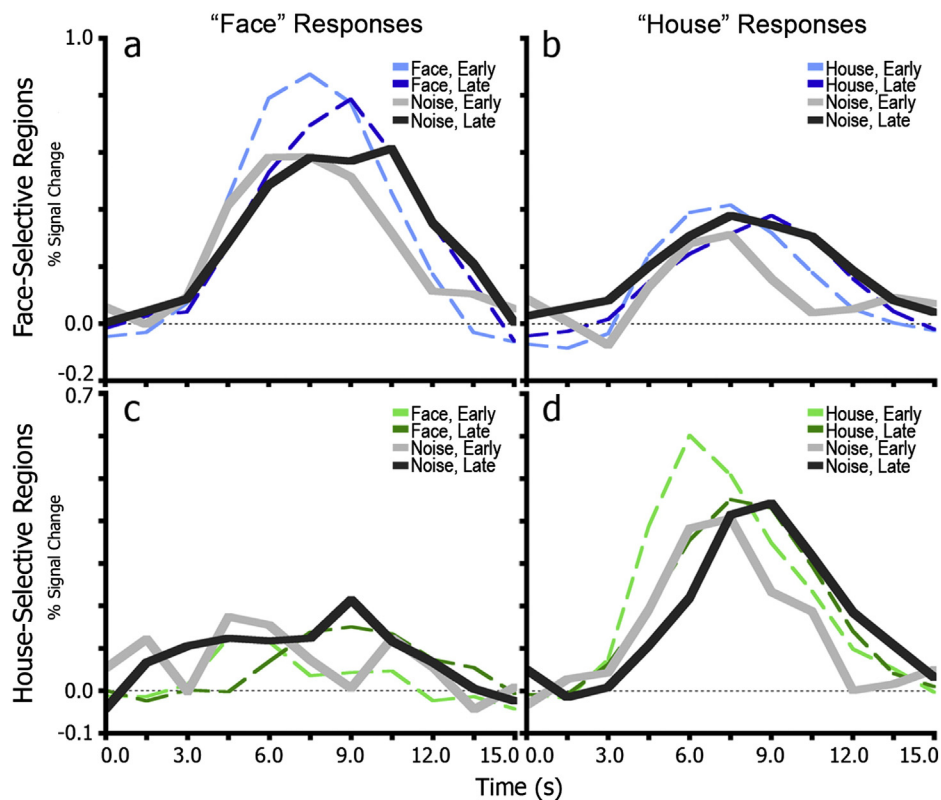 “Face” Responses
“House” Responses
Face-Selective Regions
% Signal Change
1.0
0.0
-0.2
a
Face, Early
Face, Late
Noise, Early
Noise, Late
b
House, Early
House, Late
Noise, Early
Noise, Late
House-Selective Regions
% Signal Change
0.7
0.0
-0.1
c
Face, Early
Face, Late
Noise, Early
Noise, Late
d
House, Early
House, Late
Noise, Early
Noise, Late
0.0 3.0 6.0 9.0 12.0 15.0 0.0 3.0 6.0 9.0 12.0 15.0
Time (s)